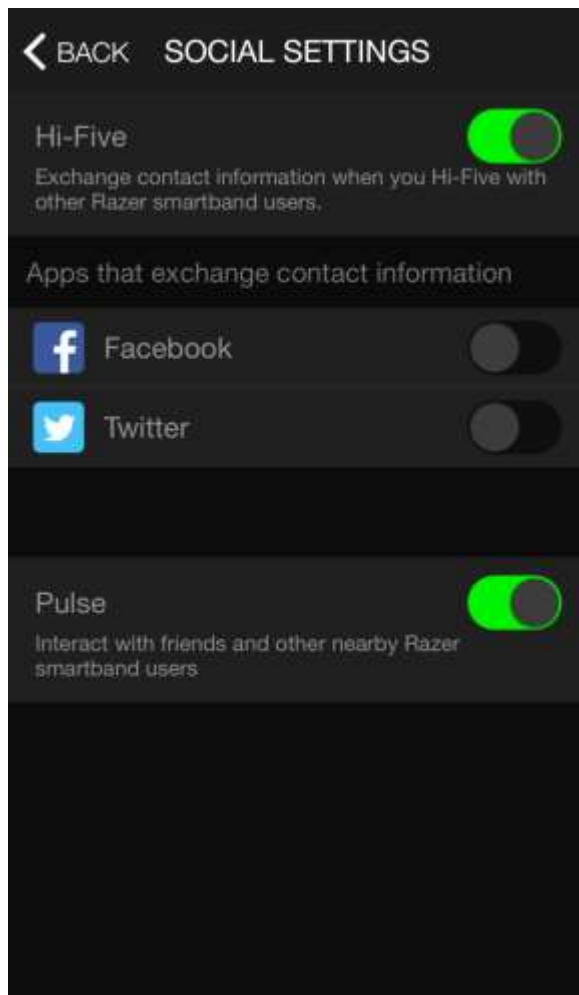 BACK SOCIAL SETTINGS
Hi-Five
Exchange contact information when you Hi-Five with
other Razer smartband users.
Apps that exchange contact information
Facebook
Twitter
Pulse
Interact with friends and other nearby Razer
smartband users